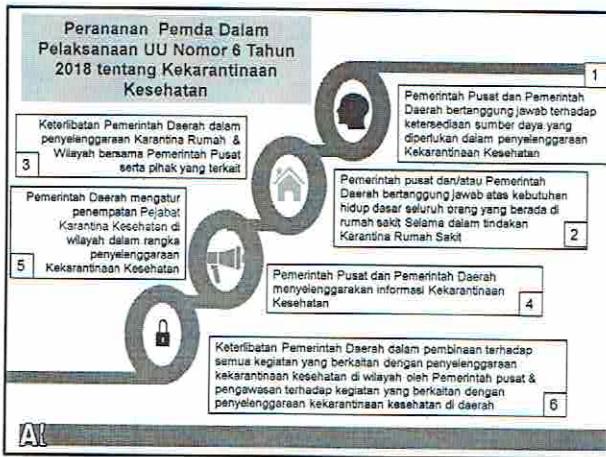 Perananan Pemda Dalam
Pelaksanaan UU Nomor 6 Tahun
2018 tentang Kekarantinaan
Kesehatan
1
Pemerintah Pusat dan Pemerintah
Daerah bertanggung jawab terhadap
ketersediaan sumber daya yang
diperlukan dalam penyelenggaraan
Kekarantinaan Kesehatan
Pemerintah pusat dan/atau Pemerintah
Daerah bertanggung jawab atas kebutuhan
hidup dasar seluruh orang yang berada di
rumah sakit Selama dalam tindakan
Karantina Rumah Sakit
2
Keterlibatan Pemerintah Daerah dalam
penyelenggaraan Karantina Rumah &
Wilayah bersama Pemerintah Pusat
serta pihak yang terkait
3
Pemerintah Pusat dan Pemerintah Daerah
menyelenggarakan informasi Kekarantinaan
Kesehatan
4
Pemerintah Daerah mengatur
penempatan Pejabat
Karantina Kesehatan di
wilayah dalam rangka
penyelenggaraan
Kekarantinaan Kesehatan
5
Keterlibatan Pemerintah Daerah dalam pembinaan terhadap
semua kegiatan yang berkaitan dengan penyelenggaraan
kekarantinaan kesehatan di wilayah oleh Pemerintah pusat &
pengawasan terhadap kegiatan yang berkaitan dengan
penyelenggaraan kekarantinaan kesehatan di daerah
6